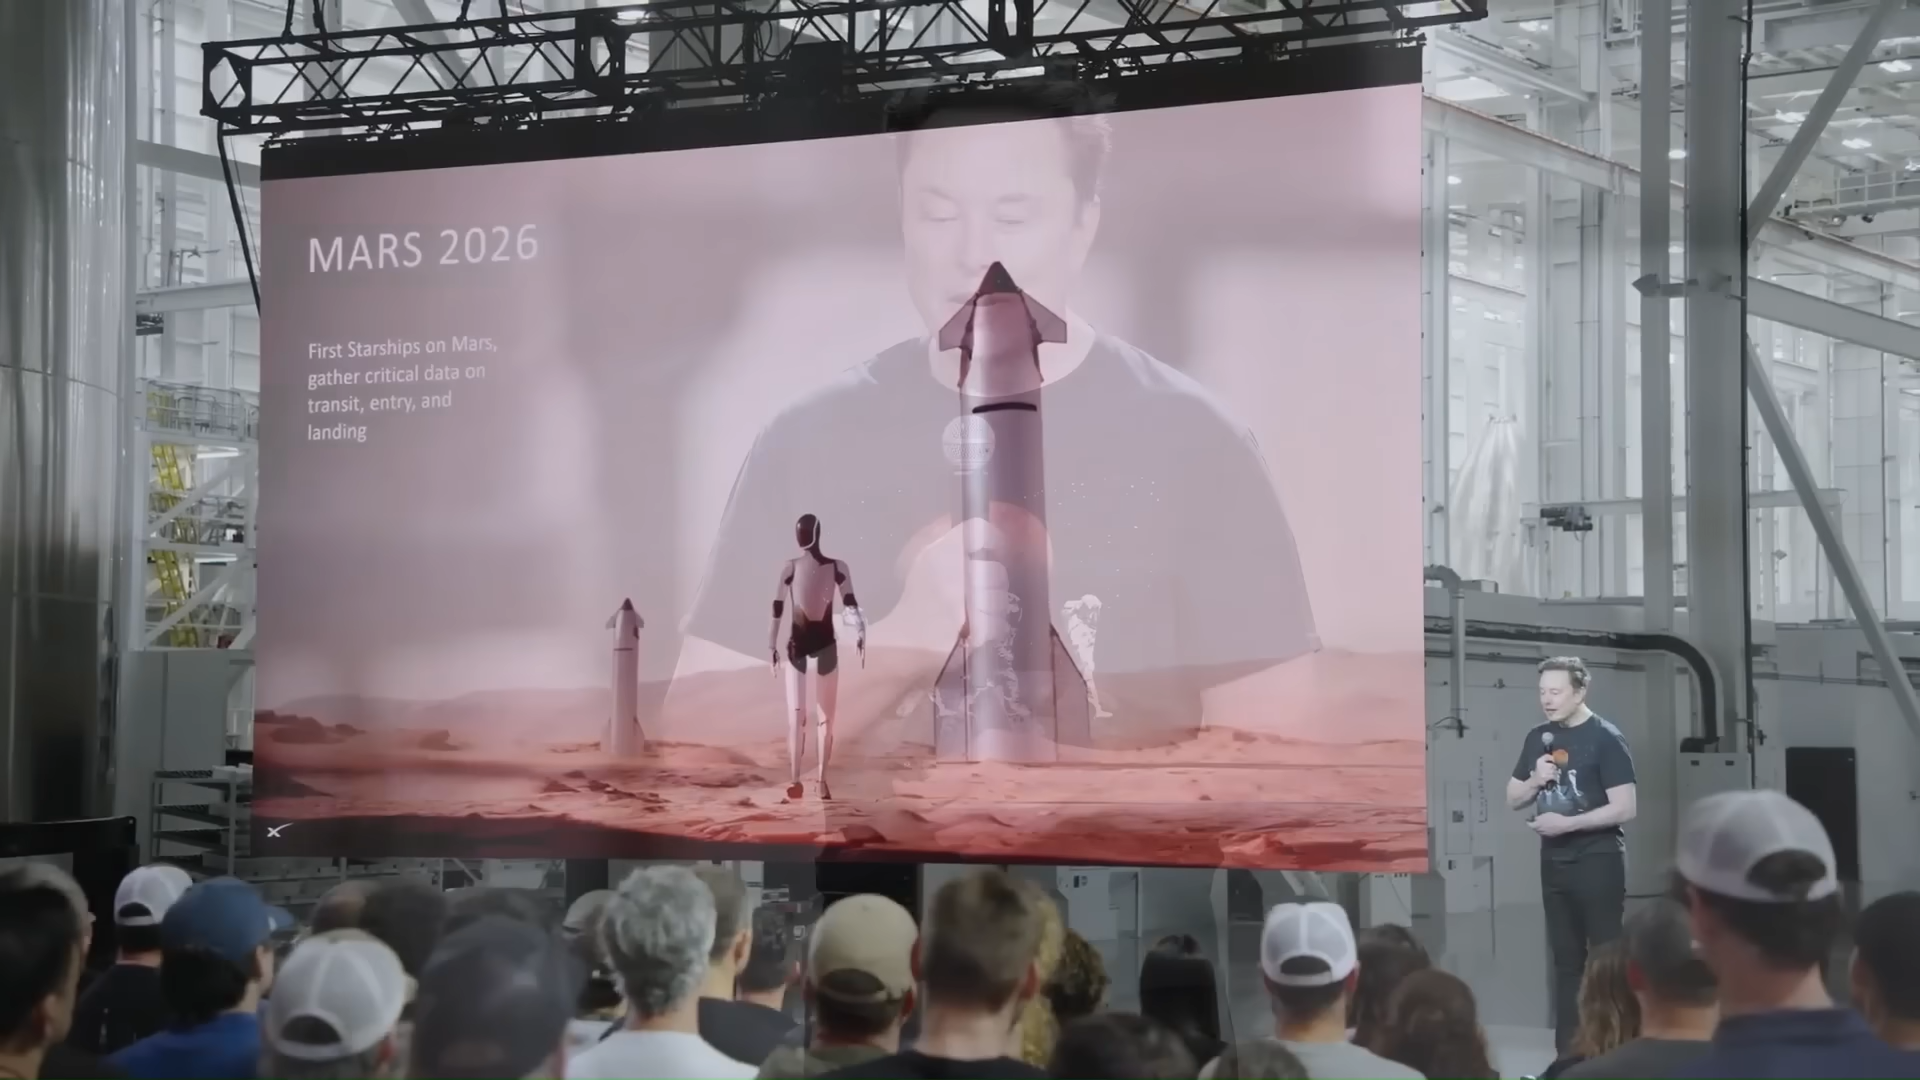 MARS 2026
First Starships on Mars,
gather critical data on
transit, entry, and
landing